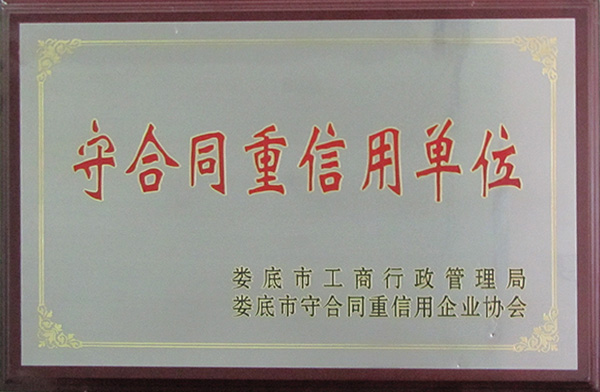 守合同重信用单位
娄底市工商行政管理局
娄底市守合同重信用企业协会